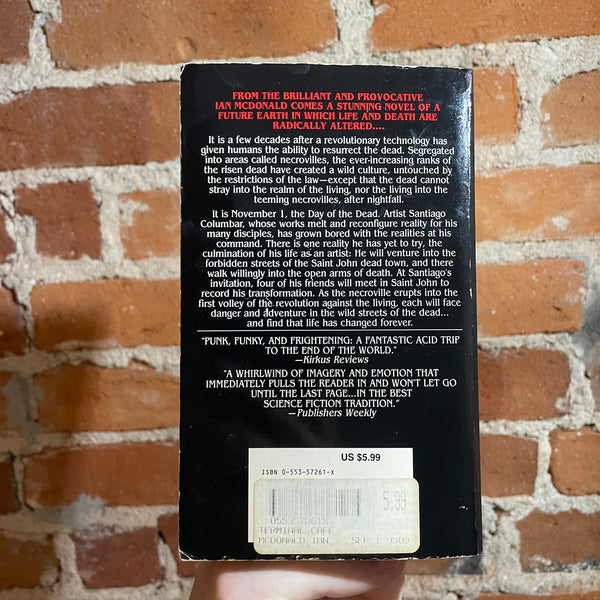 FROM THE BRILLIANT AND PROVOCATIVE
IAN MCDONALD COMES A STUNNING NOVEL OF A
FUTURE EARTH IN WHICH LIFE AND DEATH ARE
RADICALLY ALTERED....
It is a few decades after a revolutionary technology has
given humans the ability to resurrect the dead. Segregated
into areas called necrovilles, the ever-increasing ranks of
the risen dead have created a wild culture, untouched by
the restrictions of the law—except that the dead cannot
stray into the realm of the living, nor the living into the
teeming necrovilles, after nightfall.
It is November 1, the Day of the Dead. Artist Santiago
Columbar, whose works melt and reconfigure reality for his
many disciples, has grown bored with the realities at his
command. There is one reality he has yet to try, the
culmination of his life as an artist: He will venture into the
forbidden streets of the Saint John dead town, and there
walk willingly into the open arms of death. At Santiago's
invitation, four of his friends will meet in Saint John to
record his transformation. As the necroville erupts into the
first volley of the revolution against the living, each will face
danger and adventure in the wild streets of the dead...
and find that life has changed forever.
"PUNK, FUNKY, AND FRIGHTENING: A FANTASTIC ACID TRIP
TO THE END OF THE WORLD."
—Kirkus Reviews
"A WHIRLWIND OF IMAGERY AND EMOTION THAT
IMMEDIATELY PULLS THE READER IN AND WON'T LET GO
UNTIL THE LAST PAGE...IN THE BEST
SCIENCE FICTION TRADITION."
—Publishers Weekly
US $5.99
ISBN 0-553-57261-X
5.99
055357261X
TERMINAL CAFE
MCDONALD IAN SEP 1 9509